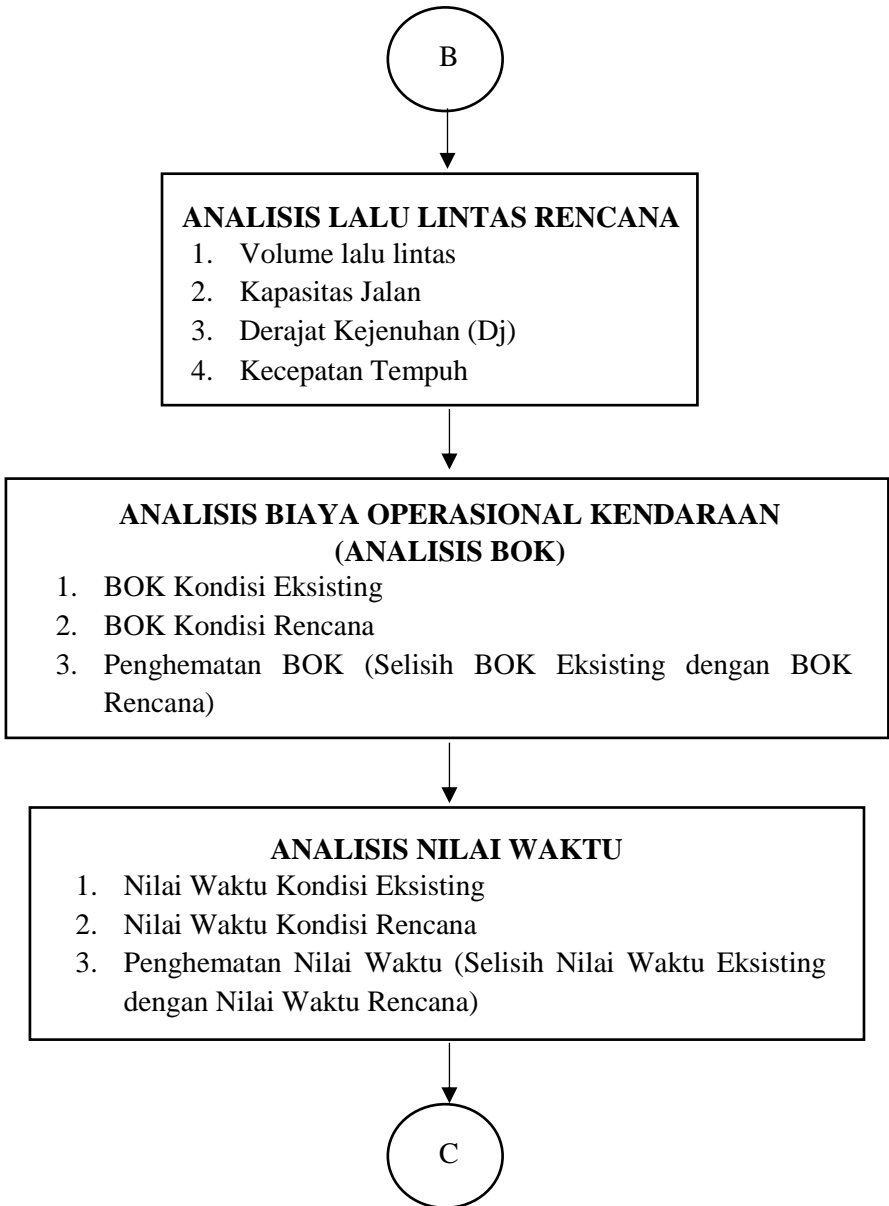 B
ANALISIS LALU LINTAS RENCANA
1. Volume lalu lintas
2. Kapasitas Jalan
3. Derajat Kejenuhan (Dj)
4. Kecepatan Tempuh
ANALISIS BIAYA OPERASIONAL KENDARAAN
(ANALISIS BOK)
1. BOK Kondisi Eksisting
2. BOK Kondisi Rencana
3. Penghematan BOK (Selisih BOK Eksisting dengan BOK
Rencana)
ANALISIS NILAI WAKTU
1. Nilai Waktu Kondisi Eksisting
2. Nilai Waktu Kondisi Rencana
3. Penghematan Nilai Waktu (Selisih Nilai Waktu Eksisting
dengan Nilai Waktu Rencana)
C